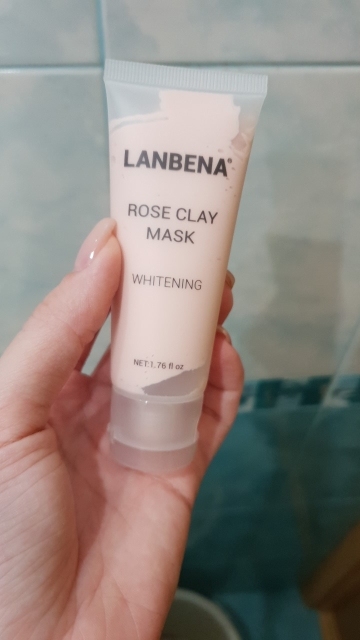 LANBENA®
ROSE CLAY
MASK
WHITENING
NET:1.76 fl oz